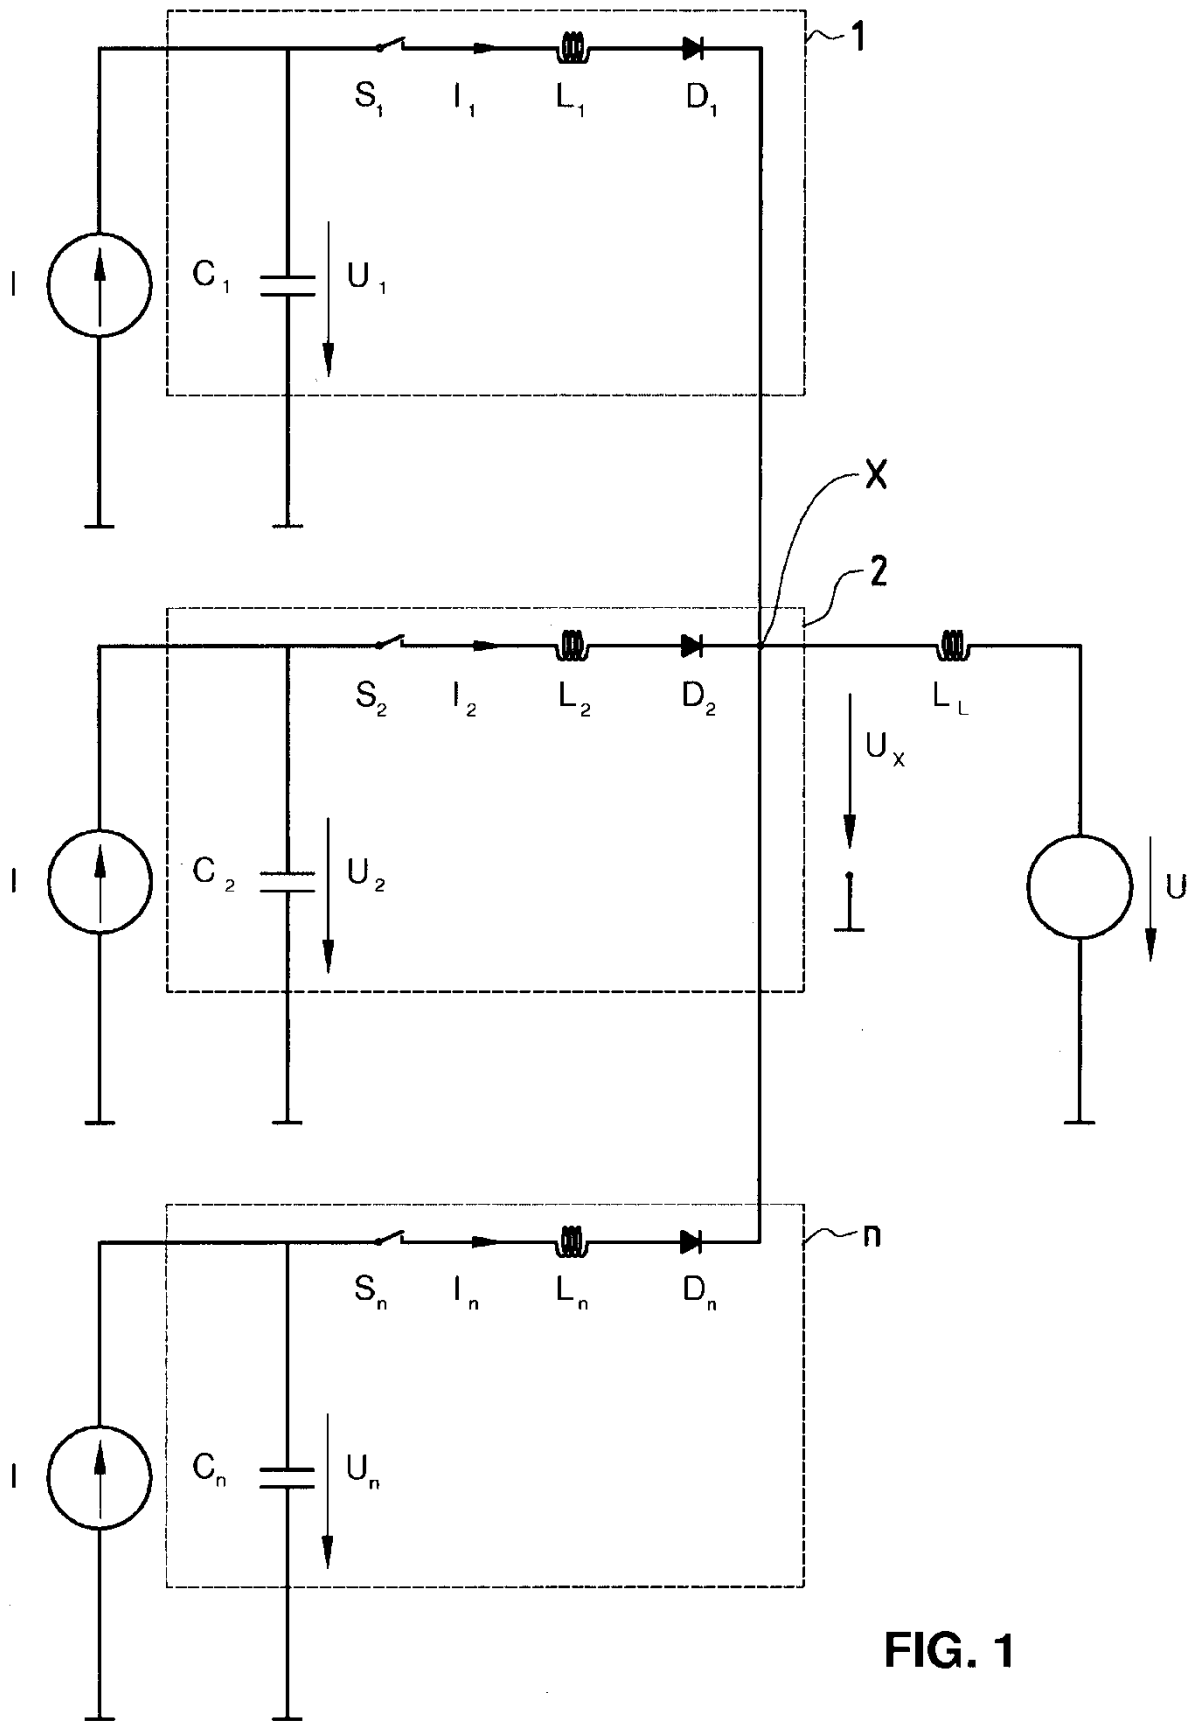 1
S1 I1 L1 D1
I C1 U1
X
2
S2 I2 L2 D2 LL
UX
I C2 U2 U
n
Sn In Ln Dn
I Cn Un
FIG. 1